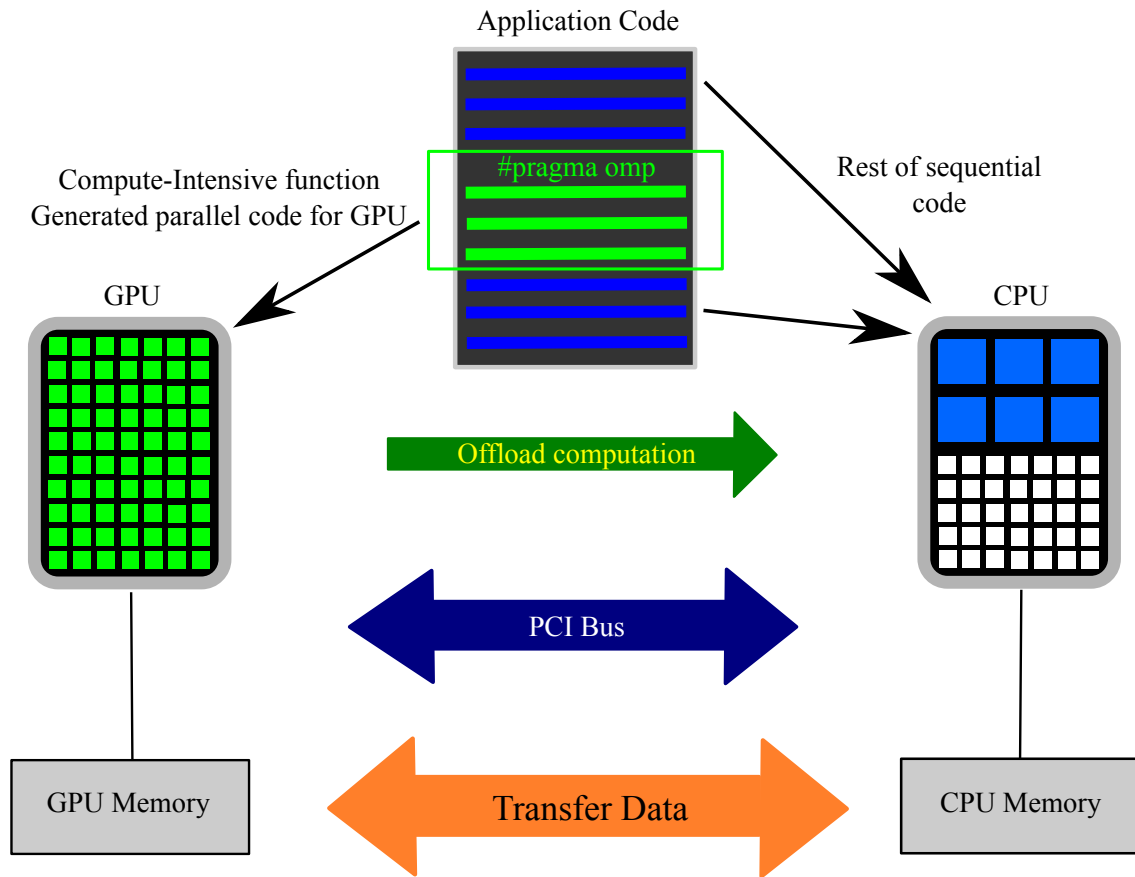 Application Code
#pragma omp
Compute-Intensive function
Generated parallel code for GPU
Rest of sequential
code
GPU
CPU
Offload computation
PCI Bus
GPU Memory
Transfer Data
CPU Memory